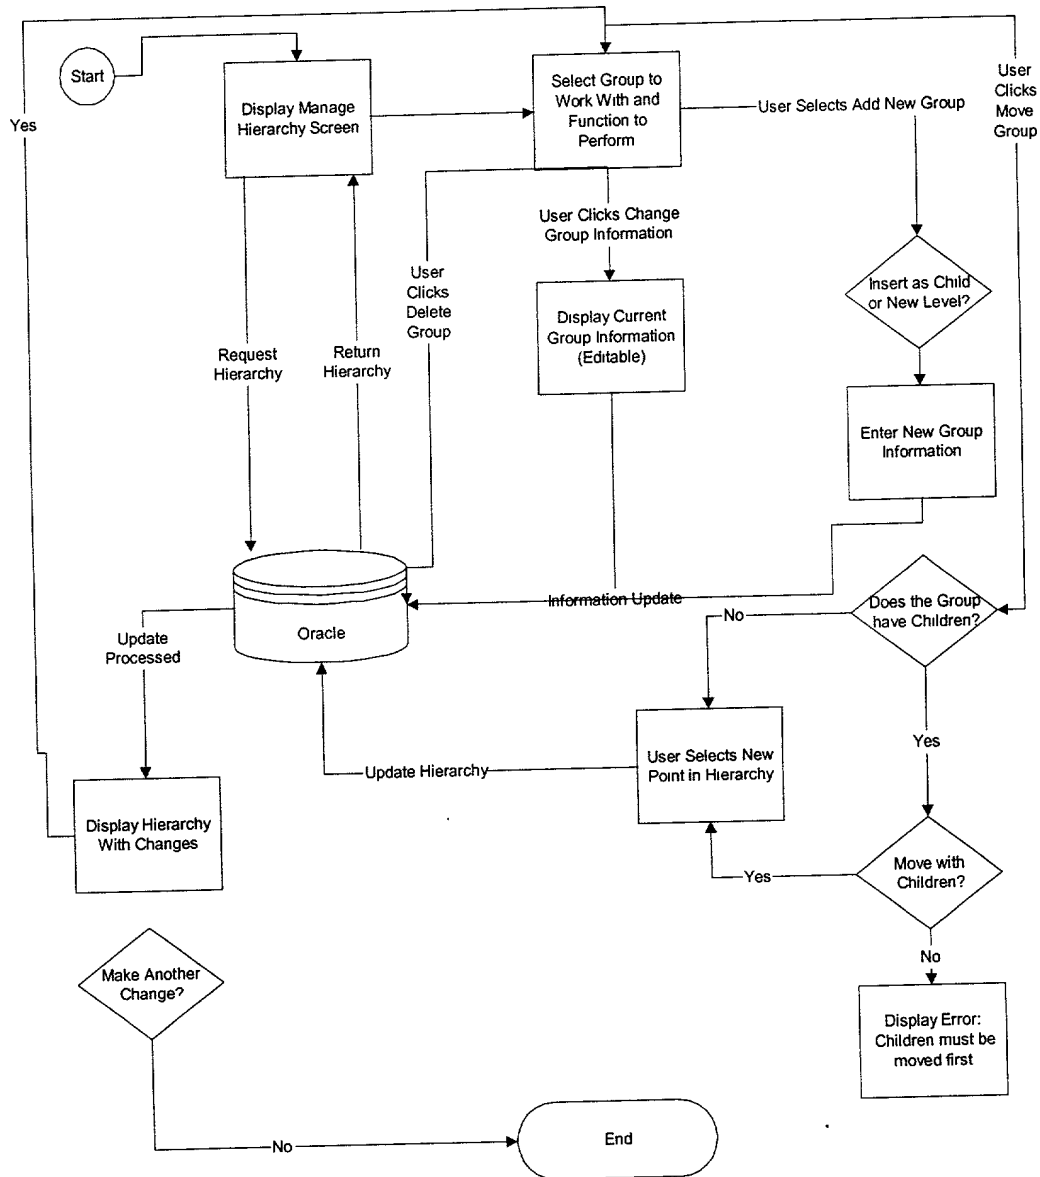 Start
Yes
Display Manage
Hierarchy Screen
Select Group to
Work With and
Function to
Perform
User Selects Add New Group
User
Clicks
Move
Group
User Clicks Change
Group Information
User
Clicks
Delete
Group
Insert as Child
or New Level?
Display Current
Group Information
(Editable)
Request
Hierarchy
Return
Hierarchy
Enter New Group
Information
Information Update
Does the Group
have Children?
No
Oracle
Update
Processed
Yes
User Selects New
Point in Hierarchy
Update Hierarchy
Display Hierarchy
With Changes
Move with
Children?
Yes
No
Make Another
Change?
Display Error:
Children must be
moved first
No
End